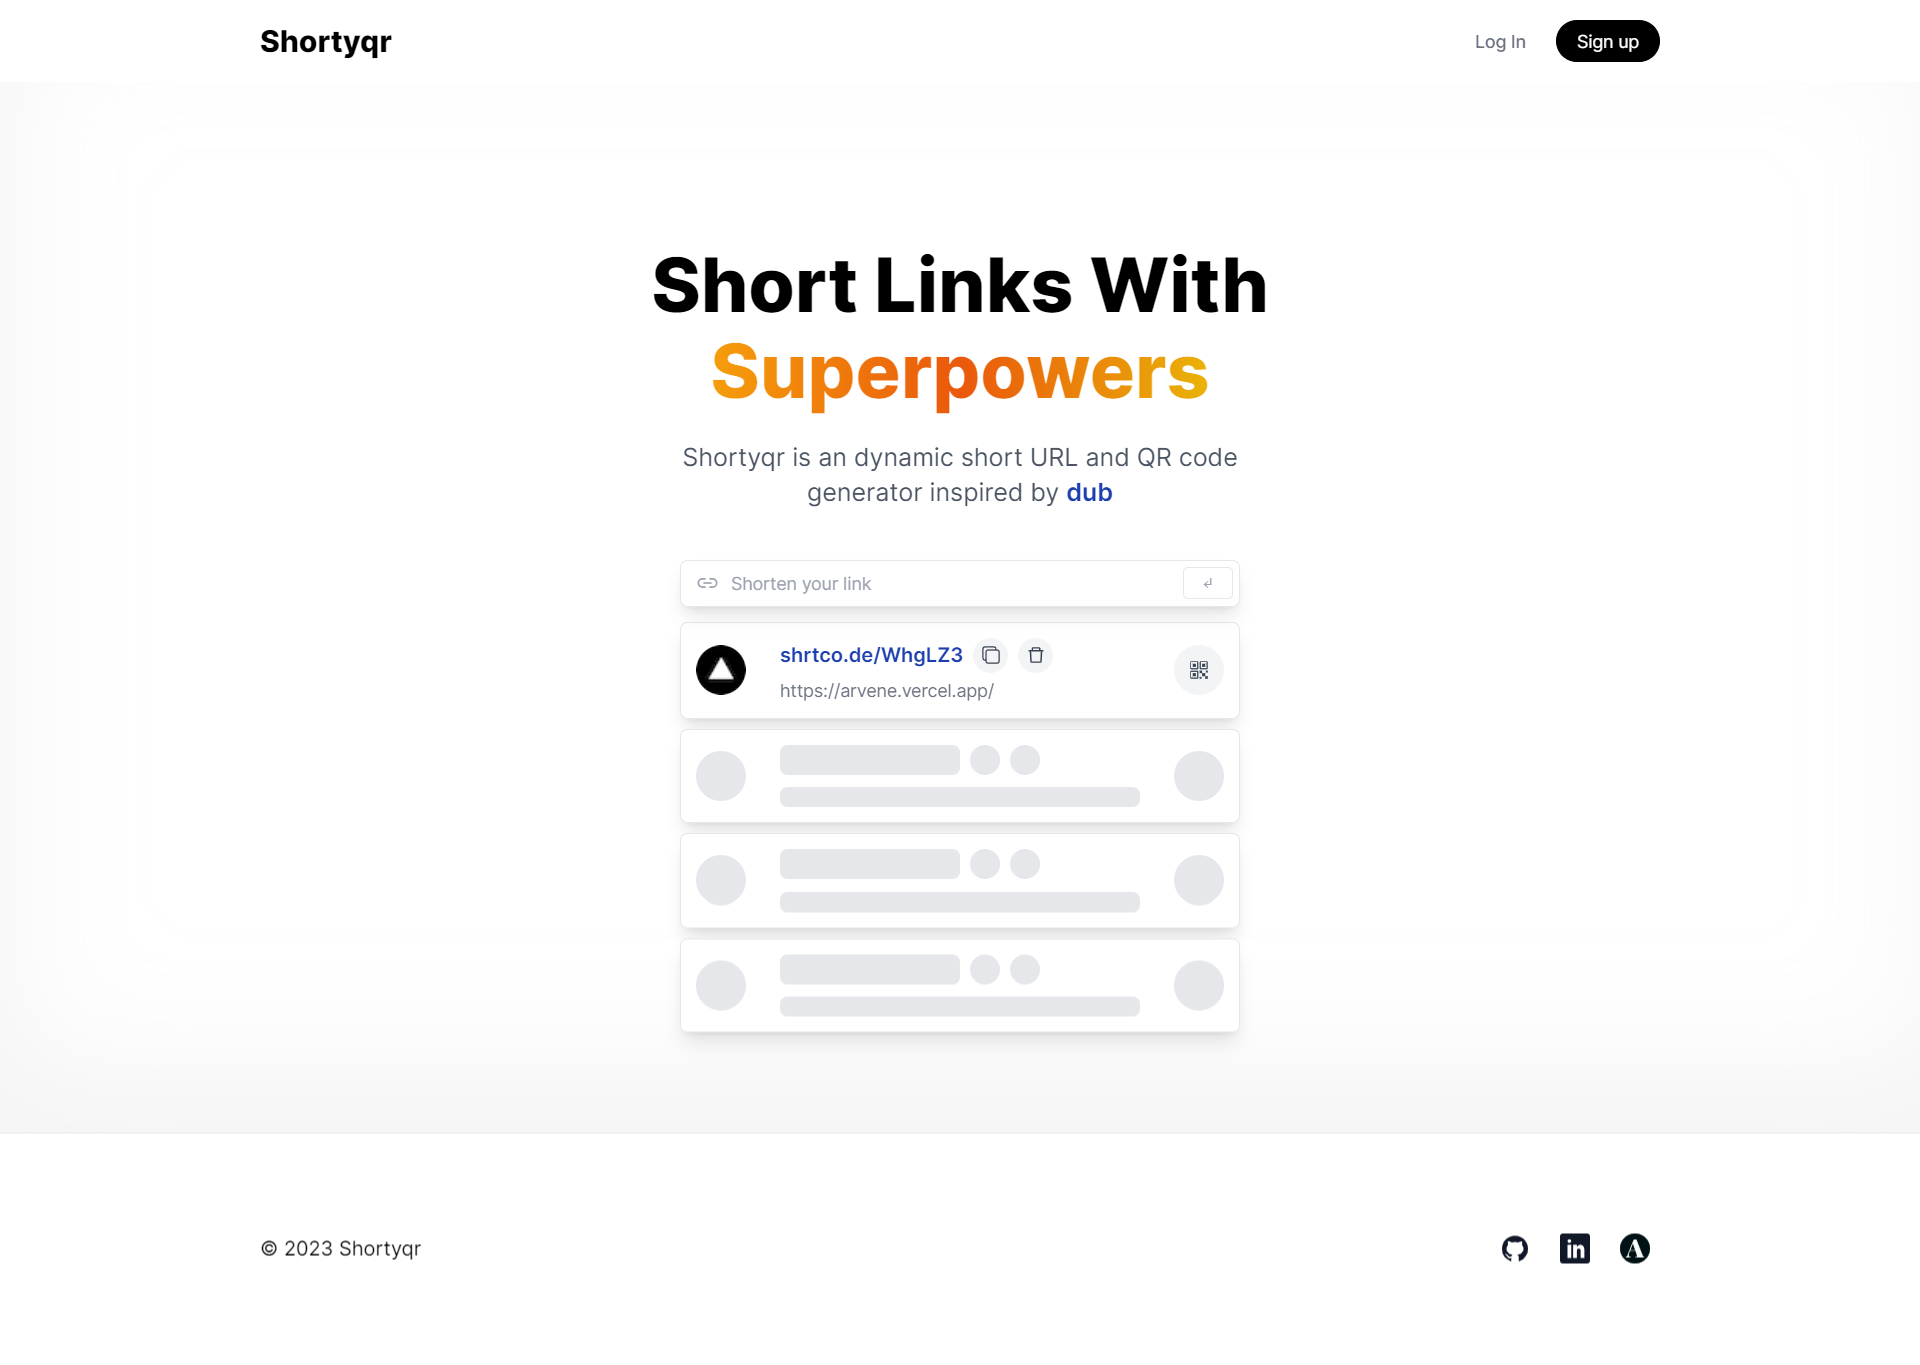 Shortyqr
Log In
Sign up
Short Links With
Superpowers
Shortyqr is an dynamic short URL and QR code
generator inspired by dub
Shorten your link
shrtco.de/WhgLZ3
https://arvene.vercel.app/
© 2023 Shortyqr
in
A